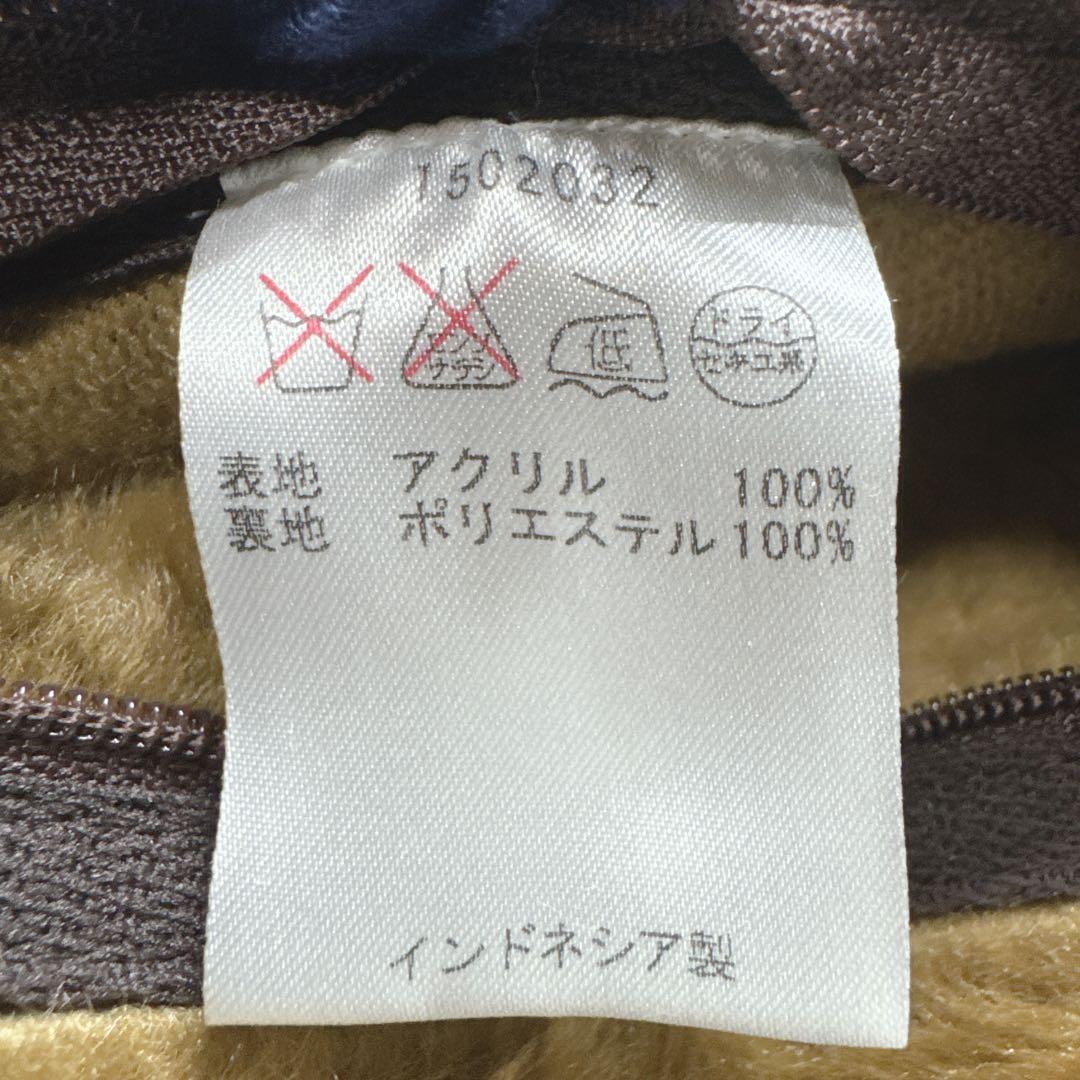 1502032
エンソ
サラシ
低
ドライ
セキユ系
表地 アクリル 100%
裏地 ポリエステル 100%
インドネシア製